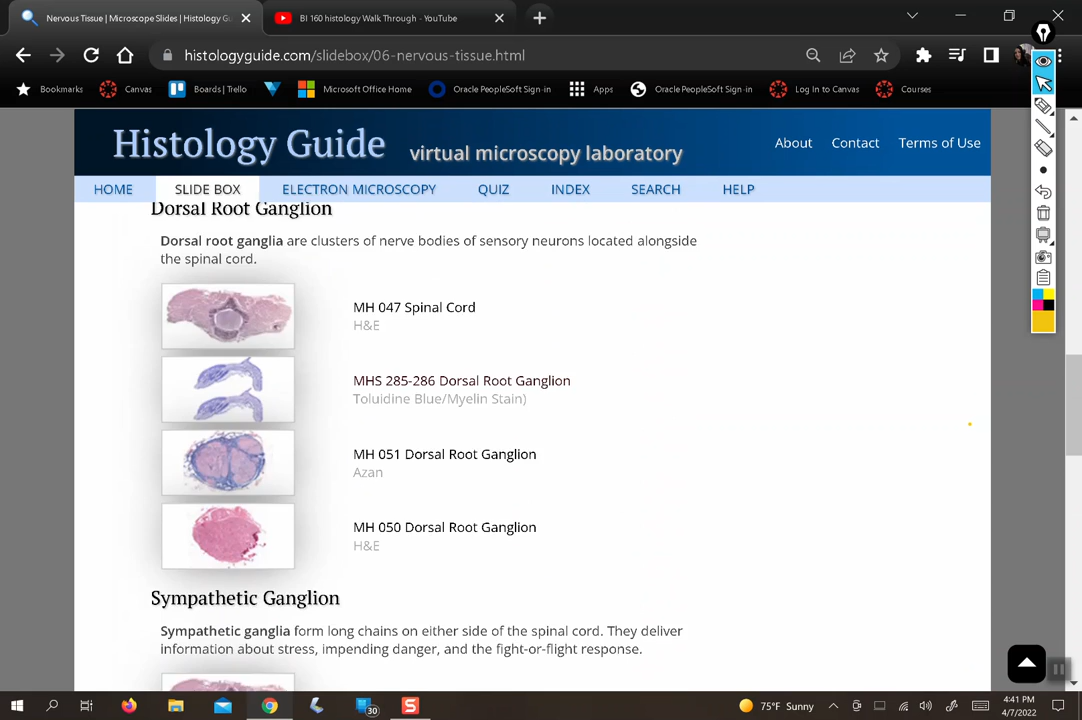 Nervous Tissue | Microscope Slides | Histology Gu
BI 160 histology Walk Through - YouTube
histologyguide.com/slidebox/06-nervous-tissue.html
Bookmarks
Canvas
Boards | Trello
Microsoft Office Home
Oracle PeopleSoft Sign-in
Apps
Oracle PeopleSoft Sign-in
Log In to Canvas
Courses
Histology Guide
virtual microscopy laboratory
About
Contact
Terms of Use
HOME
SLIDE BOX
ELECTRON MICROSCOPY
QUIZ
INDEX
SEARCH
HELP
Dorsal Root Ganglion
Dorsal root ganglia are clusters of nerve bodies of sensory neurons located alongside
the spinal cord.
MH 047 Spinal Cord
H&E
MHS 285-286 Dorsal Root Ganglion
Toluidine Blue/Myelin Stain)
MH 051 Dorsal Root Ganglion
Azan
MH 050 Dorsal Root Ganglion
H&E
Sympathetic Ganglion
Sympathetic ganglia form long chains on either side of the spinal cord. They deliver
information about stress, impending danger, and the fight-or-flight response.
30
S
75°F Sunny
4:41 PM
4/7/2022